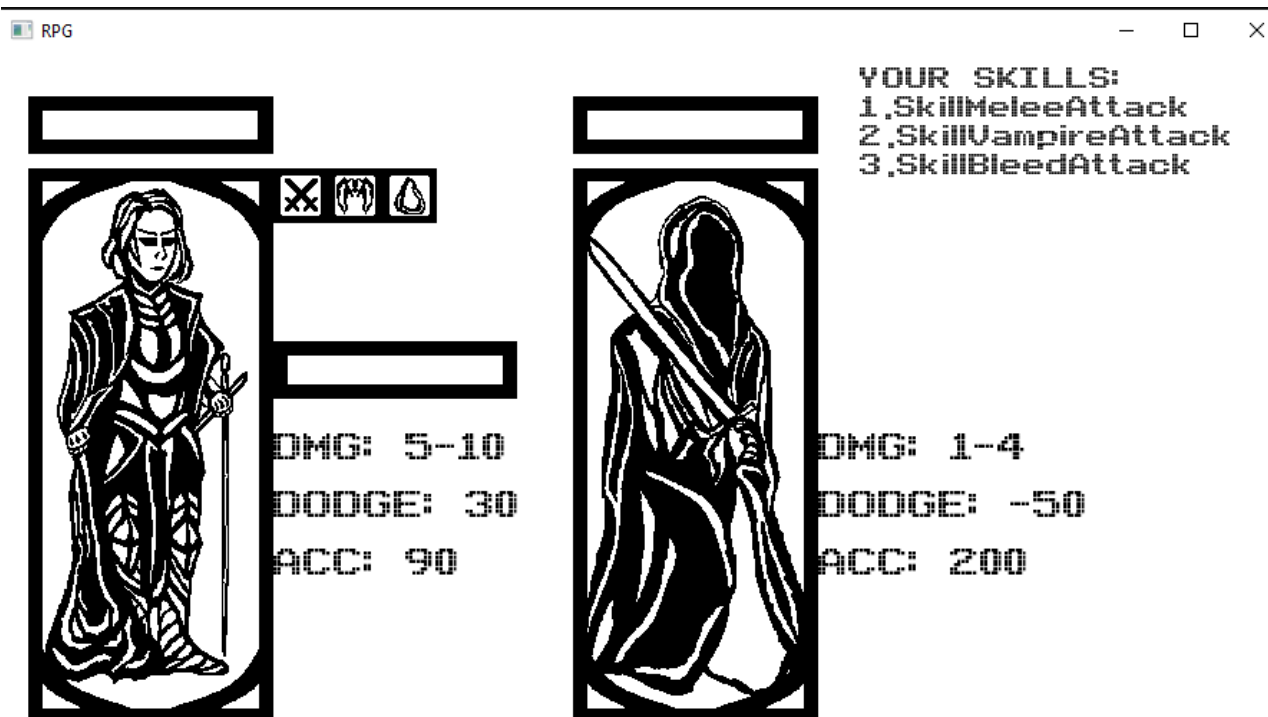 RPG
YOUR SKILLS:
1.SkillMeleeAttack
2.SkillVampireAttack
3.SkillBleedAttack
DMG: 5-10
DODGE: 30
ACC: 90
DMG: 1-4
DODGE: -50
ACC: 200